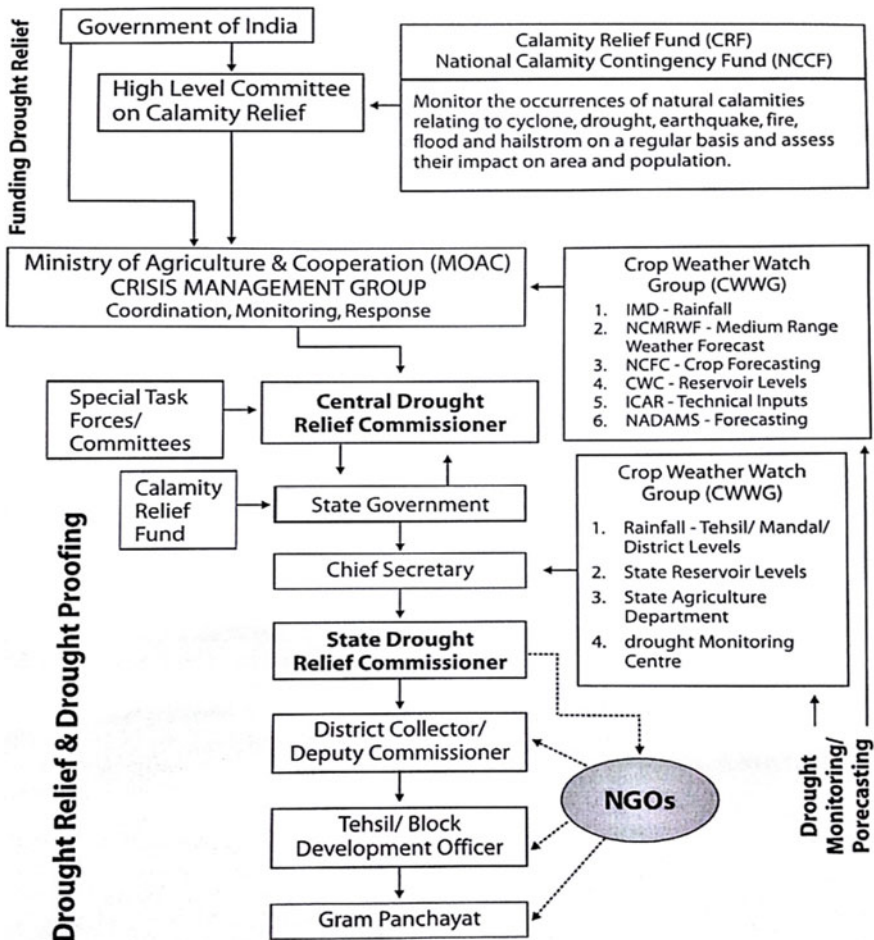 Funding Drought Relief
Government of India
High Level Committee
on Calamity Relief
Calamity Relief Fund (CRF)
National Calamity Contingency Fund (NCCF)
Monitor the occurrences of natural calamities
relating to cyclone, drought, earthquake, fire,
flood and hailstrom on a regular basis and assess
their impact on area and population.
Ministry of Agriculture & Cooperation (MOAC)
CRISIS MANAGEMENT GROUP
Coordination, Monitoring, Response
Crop Weather Watch
Group (CWWG)
1. IMD - Rainfall
2. NCMRWF - Medium Range
Weather Forecast
3. NCFC - Crop Forecasting
4. CWC - Reservoir Levels
5. ICAR - Technical Inputs
6. NADAMS - Forecasting
Special Task
Forces/
Committees
Central Drought
Relief Commissioner
Calamity
Relief
Fund
State Government
Chief Secretary
Crop Weather Watch
Group (CWWG)
1. Rainfall - Tehsil/ Mandal/
District Levels
2. State Reservoir Levels
3. State Agriculture
Department
4. drought Monitoring
Centre
Drought Relief & Drought Proofing
State Drought
Relief Commissioner
District Collector/
Deputy Commissioner
NGOs
Tehsil/ Block
Development Officer
Gram Panchayat
Drought
Monitoring/
Porecasting